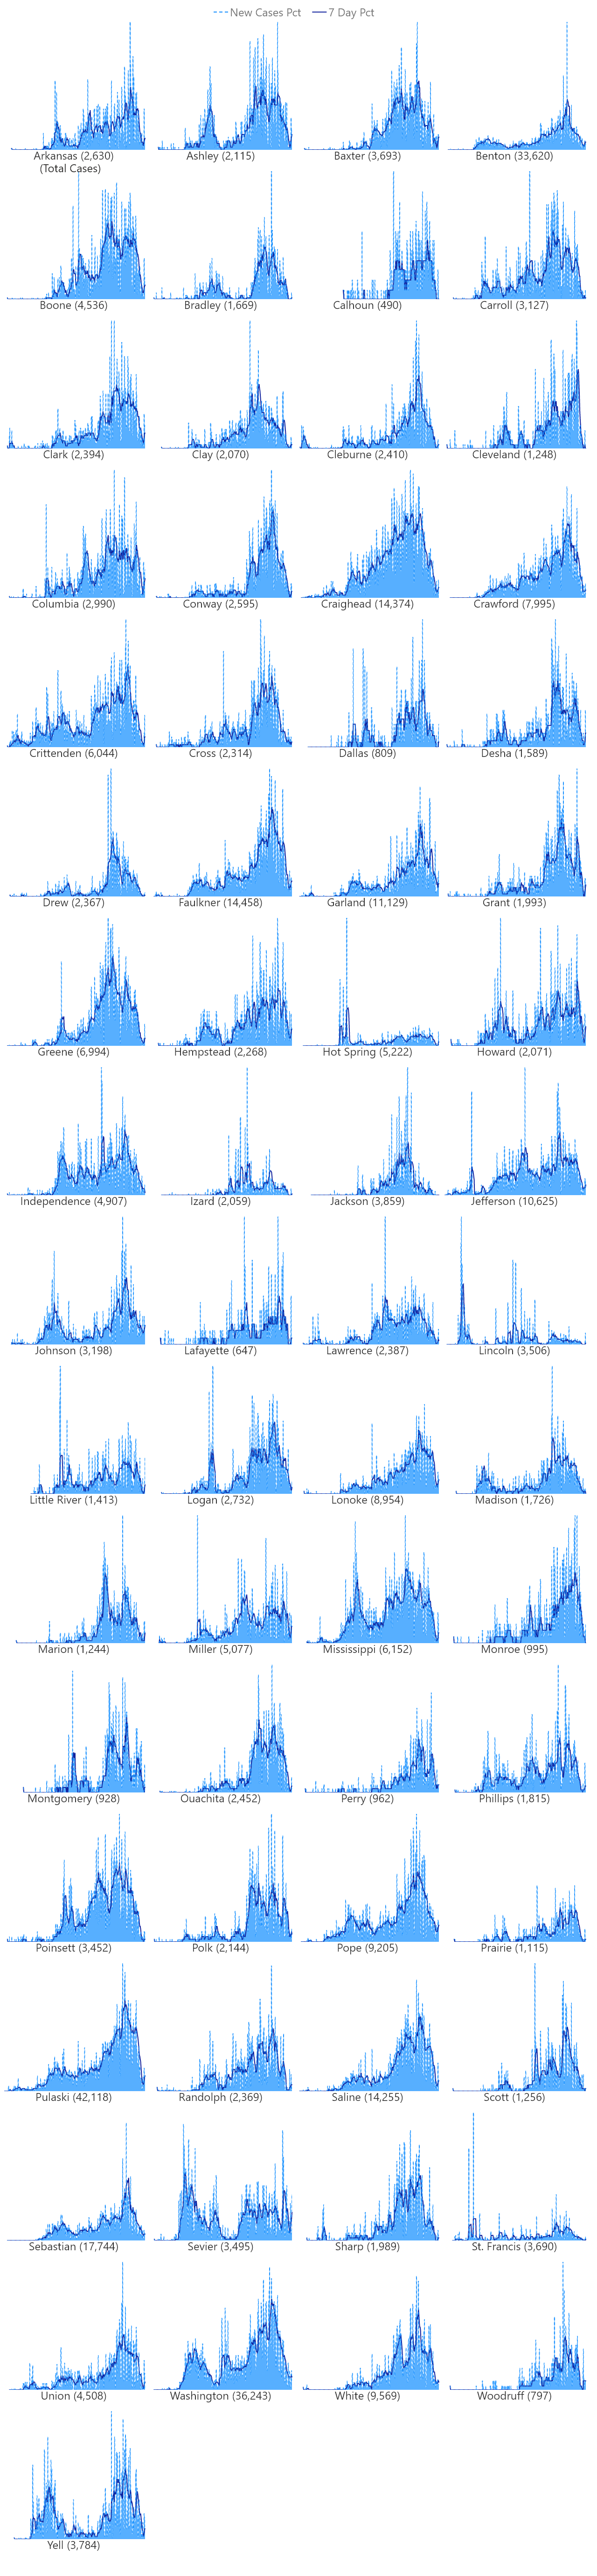 New Cases Pct 7 Day Pct
Arkansas (2,630) Ashley (2,115) Baxter (3,693) Benton (33,620)
(Total Cases)
Boone (4,536) Bradley (1,669) Calhoun (490) Carroll (3,127)
Clark (2,394) Clay (2,070) Cleburne (2,410) Cleveland (1,248)
Columbia (2,990) Conway (2,595) Craighead (14,374) Crawford (7,995)
Crittenden (6,044) Cross (2,314) Dallas (809) Desha (1,589)
Drew (2,367) Faulkner (14,458) Garland (11,129) Grant (1,993)
Greene (6,994) Hempstead (2,268) Hot Spring (5,222) Howard (2,071)
Independence (4,907) Izard (2,059) Jackson (3,859) Jefferson (10,625)
Johnson (3,198) Lafayette (647) Lawrence (2,387) Lincoln (3,506)
Little River (1,413) Logan (2,732) Lonoke (8,954) Madison (1,726)
Marion (1,244) Miller (5,077) Mississippi (6,152) Monroe (995)
Montgomery (928) Ouachita (2,452) Perry (962) Phillips (1,815)
Poinsett (3,452) Polk (2,144) Pope (9,205) Prairie (1,115)
Pulaski (42,118) Randolph (2,369) Saline (14,255) Scott (1,256)
Sebastian (17,744) Sevier (3,495) Sharp (1,989) St. Francis (3,690)
Union (4,508) Washington (36,243) White (9,569) Woodruff (797)
Yell (3,784)